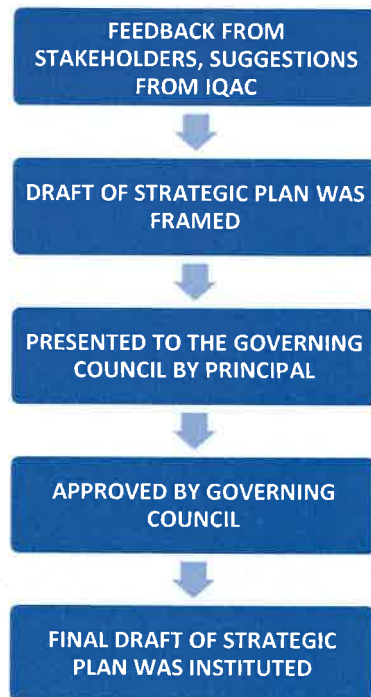 FEEDBACK FROM
STAKEHOLDERS, SUGGESTIONS
FROM IQAC
DRAFT OF STRATEGIC PLAN WAS
FRAMED
PRESENTED TO THE GOVERNING
COUNCIL BY PRINCIPAL
APPROVED BY GOVERNING
COUNCIL
FINAL DRAFT OF STRATEGIC
PLAN WAS INSTITUTED